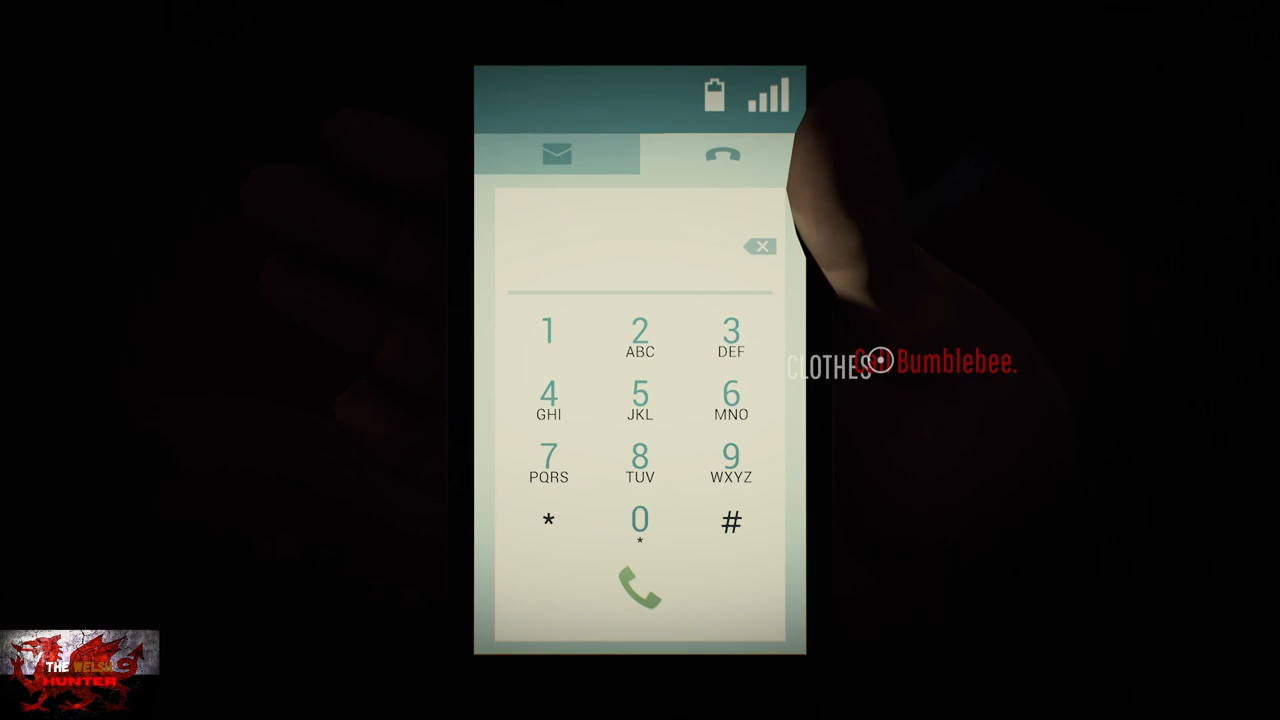 1 2 3
ABC DEF
CLOTHES Call Bumblebee.
4 5 6
GHI JKL MNO
7 8 9
PQRS TUV WXYZ
* 0 #
*
THE WELSH
HUNTER